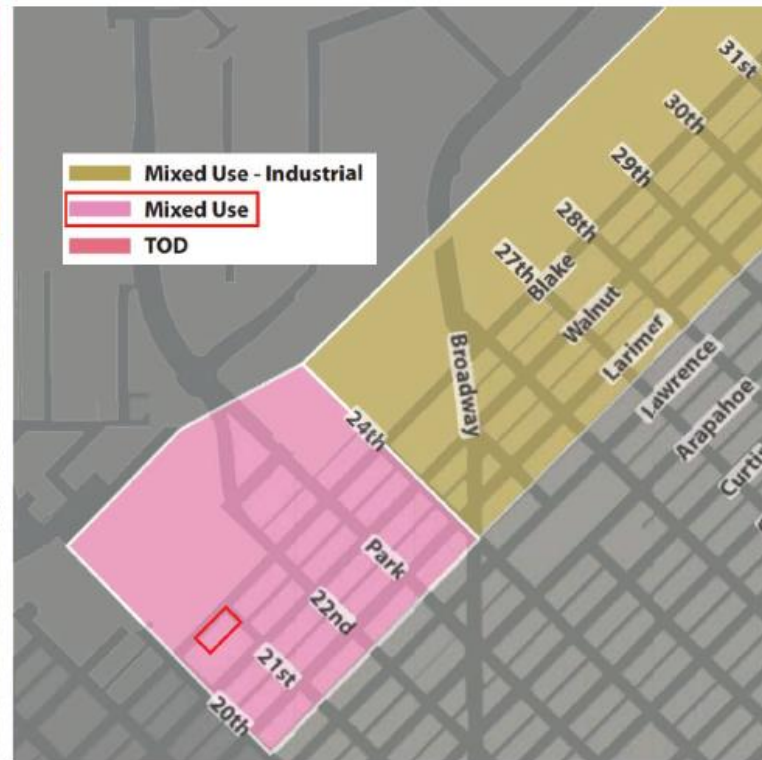 31st
30th
29th
28th
27th
Blake
Walnut
Larimer
Lawrence
Arapahoe
Mixed Use - Industrial
Mixed Use
TOD
Broadway
24th
Park
22nd
21st
20th